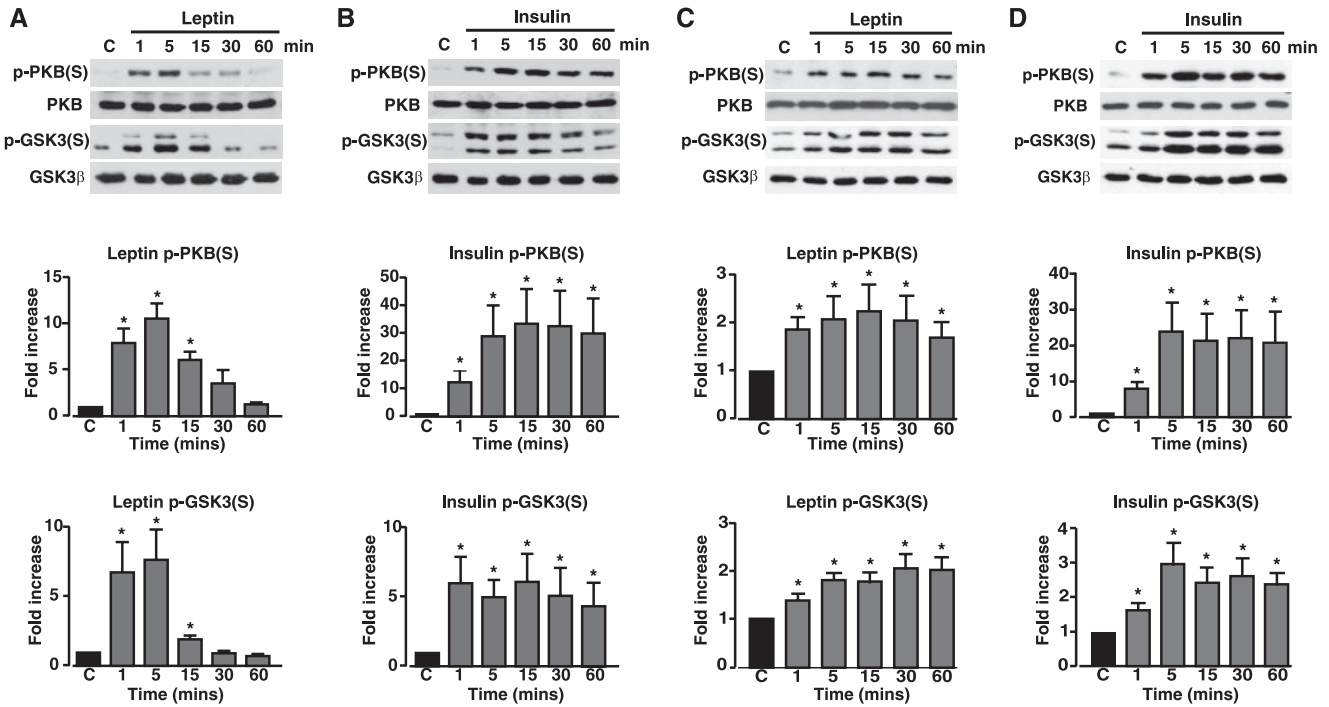 A
Leptin
C 1 5 15 30 60 min
p-PKB(S)
PKB
p-GSK3(S)
GSK3β
Leptin p-PKB(S)
Fold increase
15
10
5
0
*
*
*
C 1 5 15 30 60
Time (mins)
Leptin p-GSK3(S)
Fold increase
10
5
0
*
*
*
C 1 5 15 30 60
Time (mins)
B
Insulin
C 1 5 15 30 60
p-PKB(S)
PKB
p-GSK3(S)
GSK3β
Insulin p-PKB(S)
Fold increase
50
40
30
20
10
0
*
*
*
*
*
C 1 5 15 30 60
Time (mins)
Insulin p-GSK3(S)
Fold increase
10
5
0
*
*
*
*
*
C 1 5 15 30 60
Time (mins)
C
Leptin
C 1 5 15 30 60 min
p-PKB(S)
PKB
p-GSK3(S)
GSK3β
Leptin p-PKB(S)
Fold increase
3
2
1
0
*
*
*
*
*
C 1 5 15 30 60
Time (mins)
Leptin p-GSK3(S)
Fold increase
3
2
1
0
*
*
*
*
*
C 1 5 15 30 60
Time (mins)
D
Insulin
C 1 5 15 30 60
p-PKB(S)
PKB
p-GSK3(S)
GSK3β
Insulin p-PKB(S)
Fold increase
40
30
20
10
0
*
*
*
*
*
C 1 5 15 30 60
Time (mins)
Insulin p-GSK3(S)
Fold increase
4
3
2
1
0
*
*
*
*
*
C 1 5 15 30 60
Time (mins)